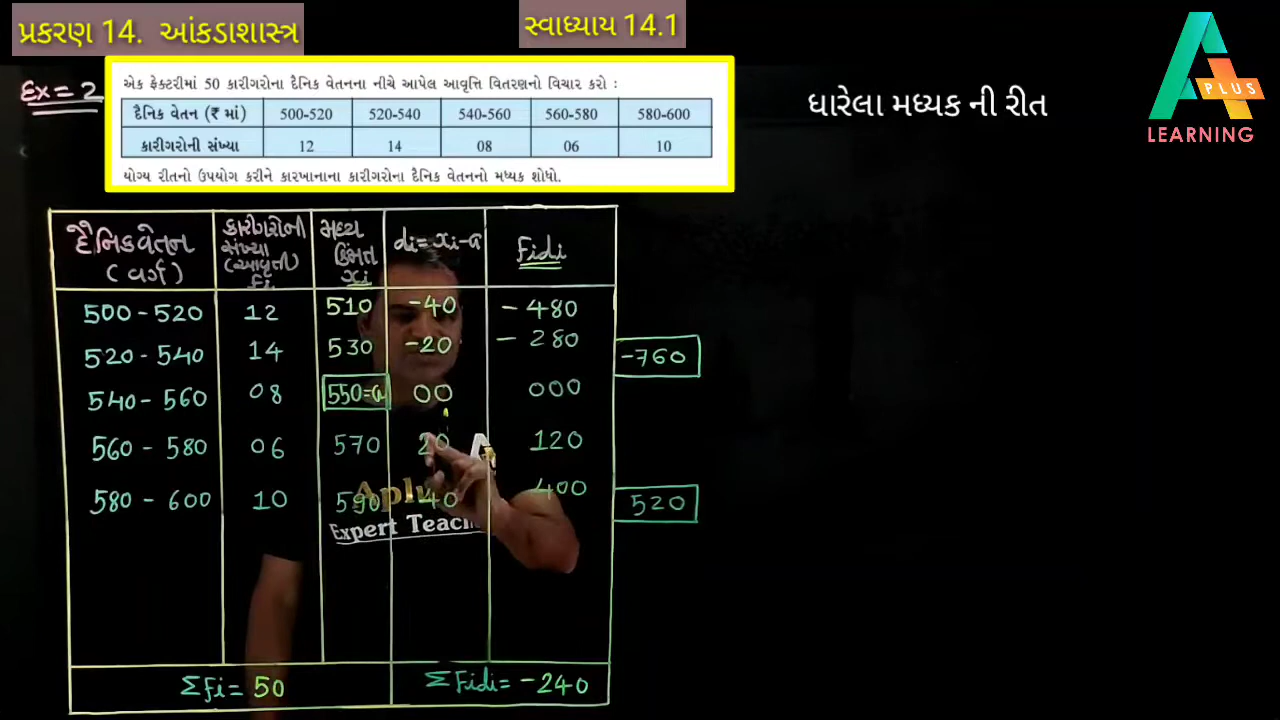 પ્રકરણ 14. આંકડાશાસ્ત્ર
સ્વાધ્યાય 14.1
Ex = 2
એક ફેક્ટરીમાં 50 કારીગરોના દૈનિક વેતનના નીચે આપેલ આવૃત્તિ વિતરણનો વિચાર કરો :
દૈનિક વેતન (₹ માં) 500-520 520-540 540-560 560-580 580-600
કારીગરોની સંખ્યા 12 14 08 06 10
યોગ્ય રીતનો ઉપયોગ કરીને કારખાનાના કારીગરોના દૈનિક વેતનનો મધ્યક શોધો.
ધારેલા મધ્યક ની રીત
A PLUS
LEARNING
દૈનિક વેતન (વર્ગ) કારીગરોની સંખ્યા (આવૃત્તી) fi મધ્ય કિંમત xi di = xi - a Fidi
500 - 520 12 510 -40 - 480
520 - 540 14 530 -20 - 280
-760
540 - 560 08 550=a 00 000
560 - 580 06 570 20 120
580 - 600 10 590 40 400
520
Expert Teach
Σfi = 50 ΣFidi = -240